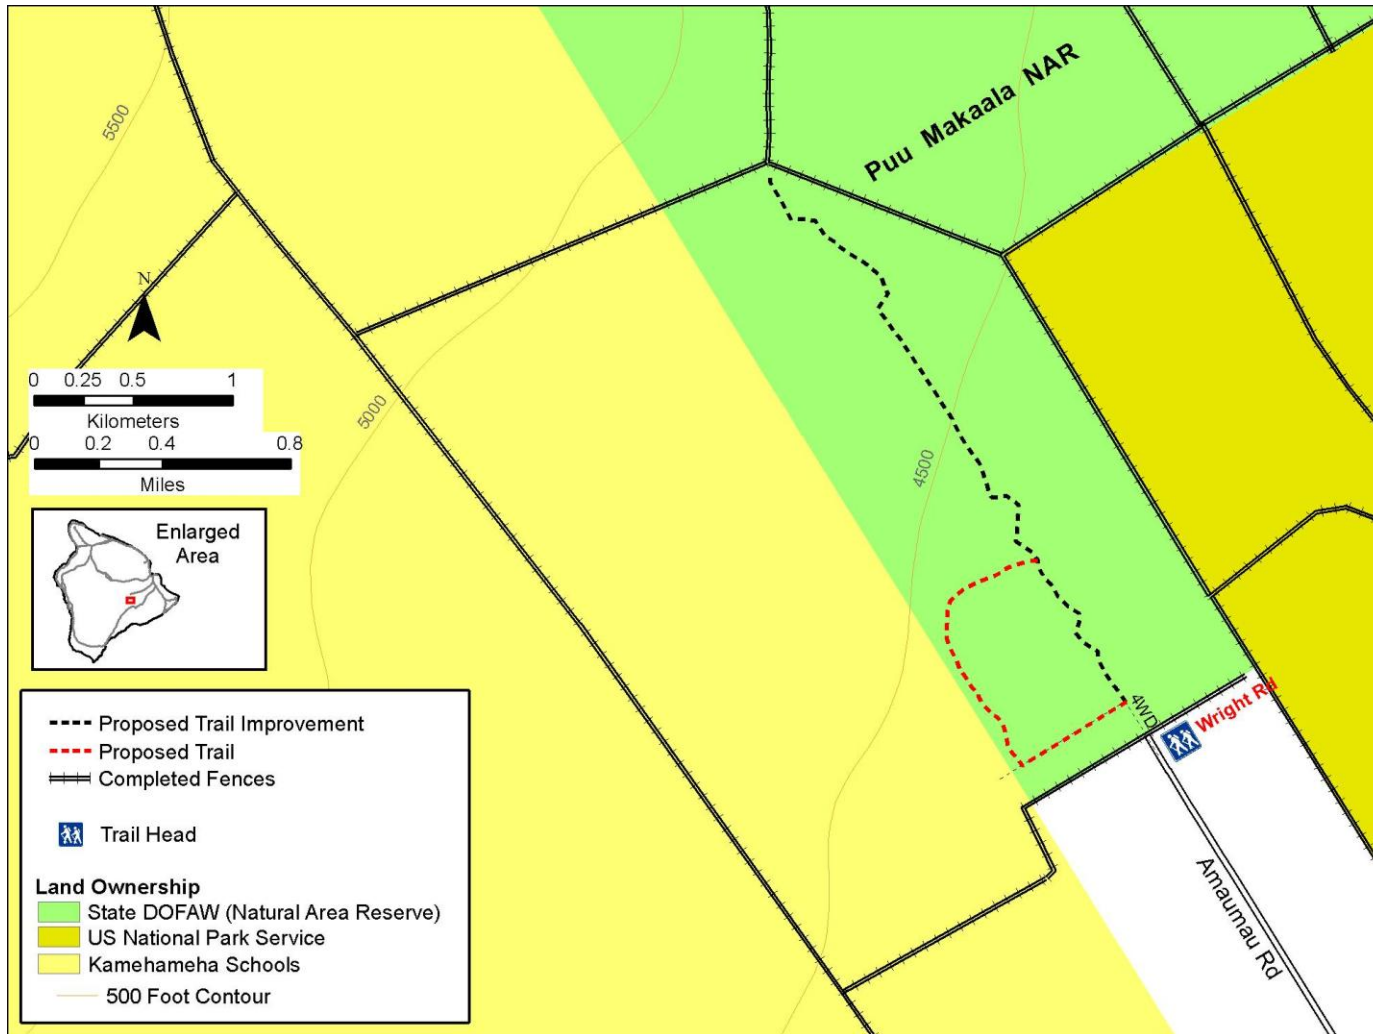 Puu Makaala NAR
5500
N
0 0.25 0.5 1
Kilometers
0 0.2 0.4 0.8
Miles
5000
4500
Enlarged
Area
4WD
Wright Rd
Amaumau Rd
Proposed Trail Improvement
Proposed Trail
Completed Fences
Trail Head
Land Ownership
State DOFAW (Natural Area Reserve)
US National Park Service
Kamehameha Schools
500 Foot Contour